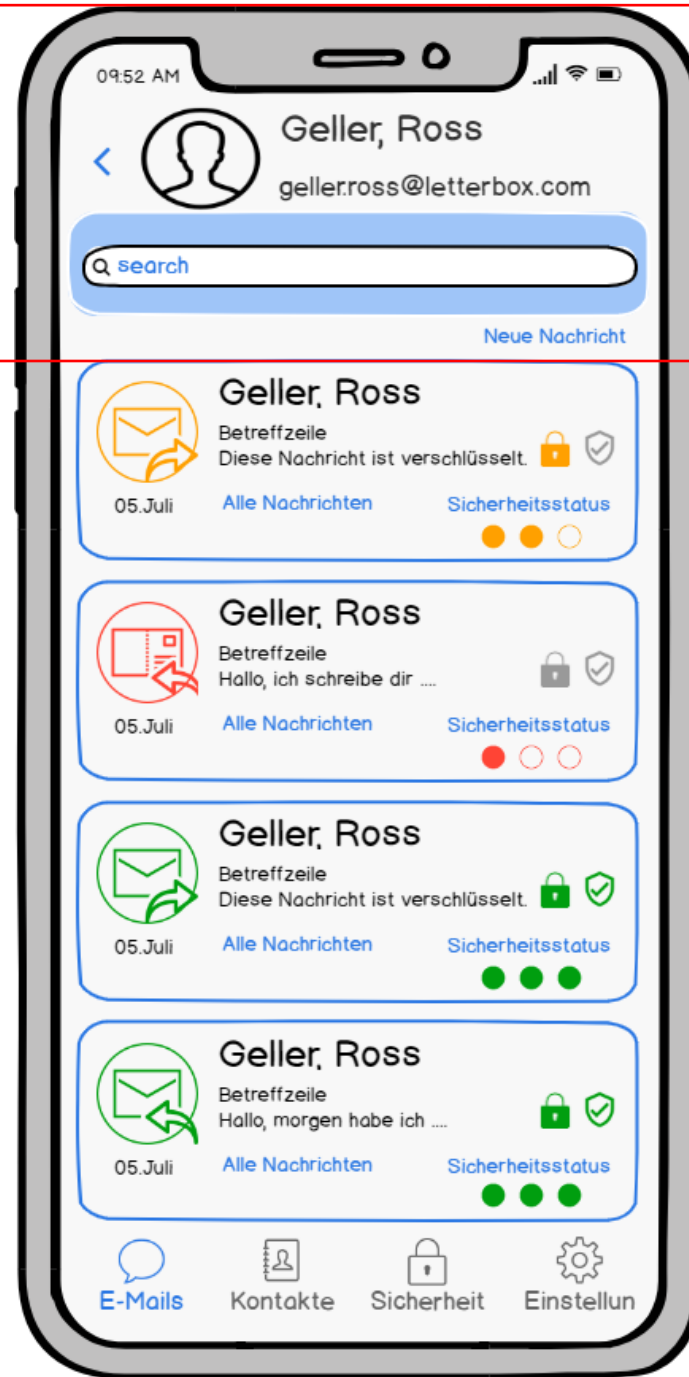 09:52 AM
Geller, Ross
geller.ross@letterbox.com
search
Neue Nachricht
Geller, Ross
Betreffzeile
Diese Nachricht ist verschlüsselt.
05.Juli
Alle Nachrichten
Sicherheitsstatus
Geller, Ross
Betreffzeile
Hallo, ich schreibe dir ....
05.Juli
Alle Nachrichten
Sicherheitsstatus
Geller, Ross
Betreffzeile
Diese Nachricht ist verschlüsselt.
05.Juli
Alle Nachrichten
Sicherheitsstatus
Geller, Ross
Betreffzeile
Hallo, morgen habe ich ....
05.Juli
Alle Nachrichten
Sicherheitsstatus
E-Mails
Kontakte
Sicherheit
Einstellun